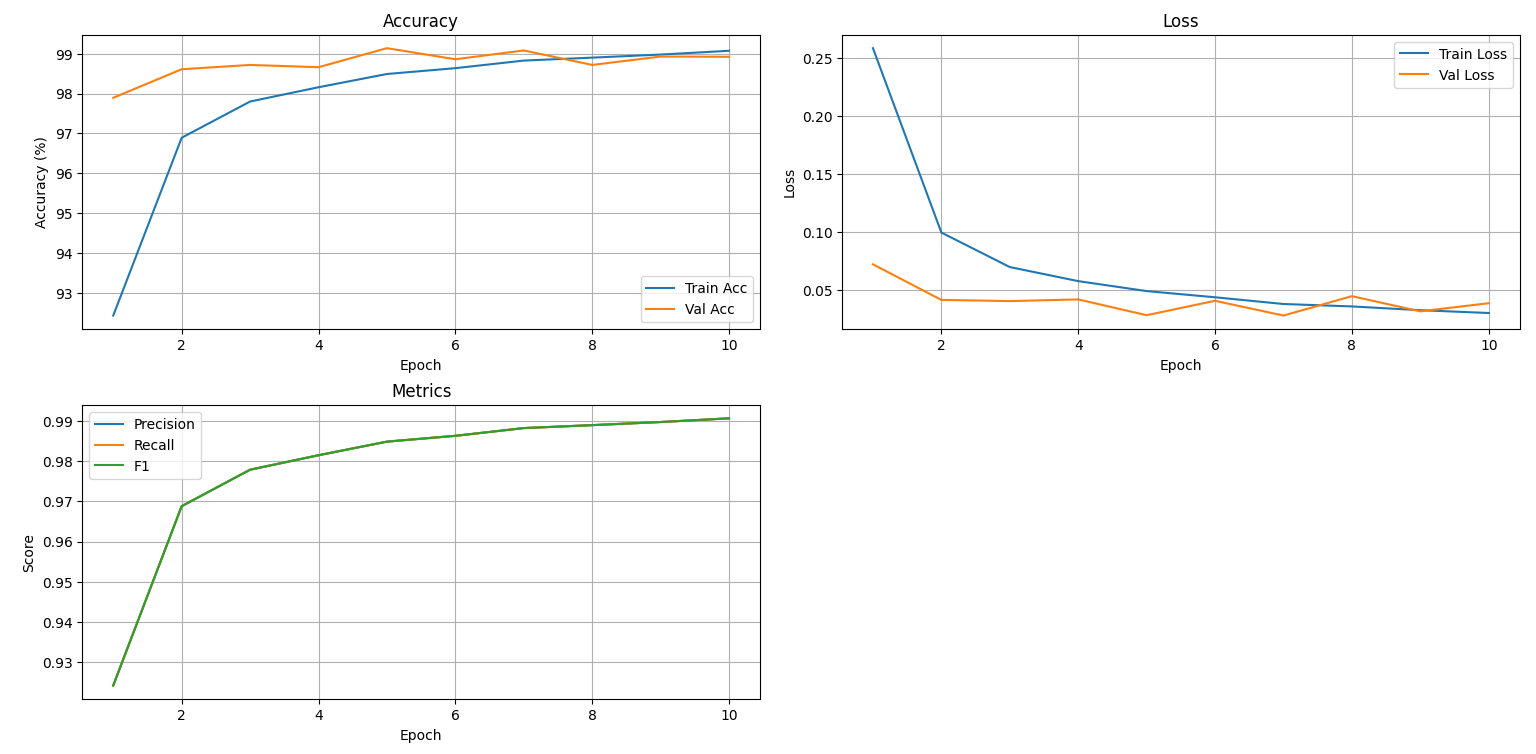 Accuracy
99
98
97
96
95
94
93
Accuracy (%)
Train Acc
Val Acc
2 4 6 8 10
Epoch
Loss
0.25
0.20
0.15
0.10
0.05
Loss
Train Loss
Val Loss
2 4 6 8 10
Epoch
Metrics
0.99
0.98
0.97
0.96
0.95
0.94
0.93
Score
Precision
Recall
F1
2 4 6 8 10
Epoch